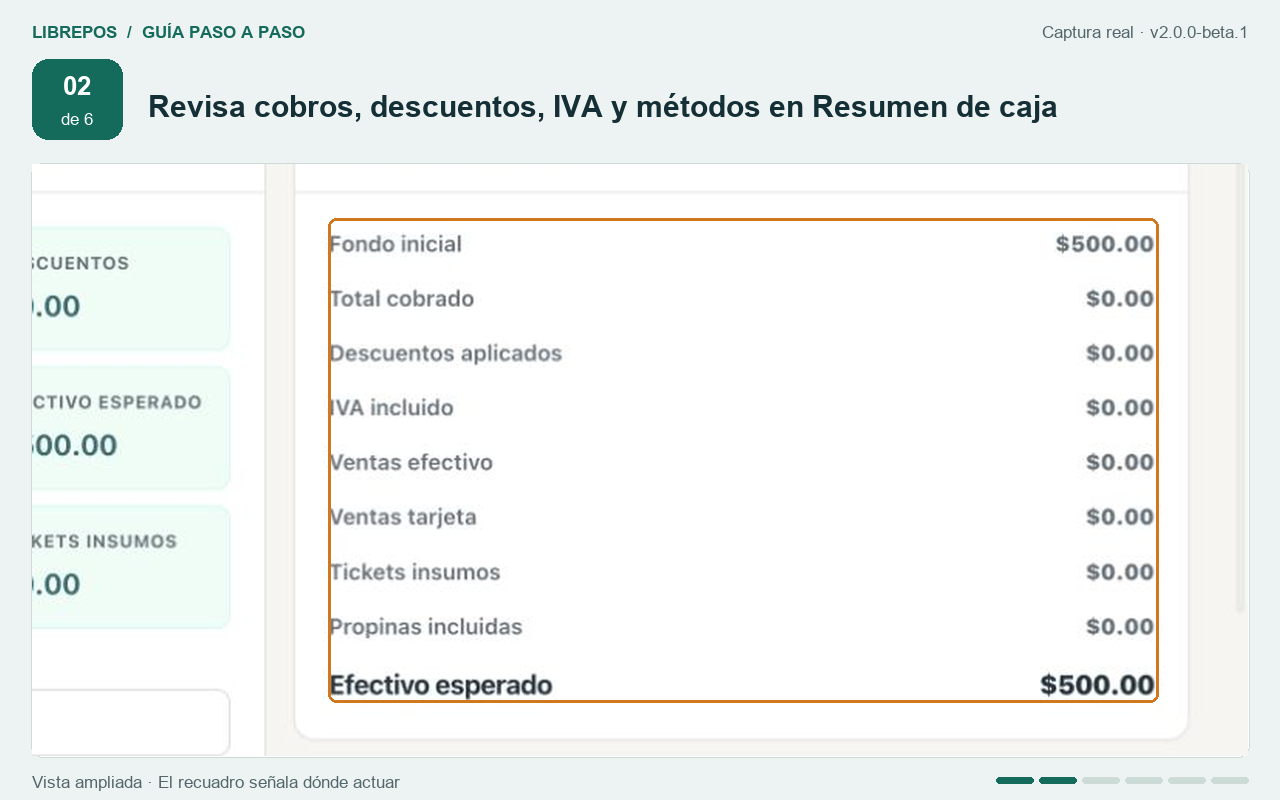 LIBREPOS / GUÍA PASO A PASO
Captura real · v2.0.0-beta.1
02
de 6
Revisa cobros, descuentos, IVA y métodos en Resumen de caja
SCUENTOS
0.00
CTIVO ESPERADO
500.00
KETS INSUMOS
0.00
Fondo inicial $500.00
Total cobrado $0.00
Descuentos aplicados $0.00
IVA incluido $0.00
Ventas efectivo $0.00
Ventas tarjeta $0.00
Tickets insumos $0.00
Propinas incluidas $0.00
Efectivo esperado $500.00
Vista ampliada · El recuadro señala dónde actuar